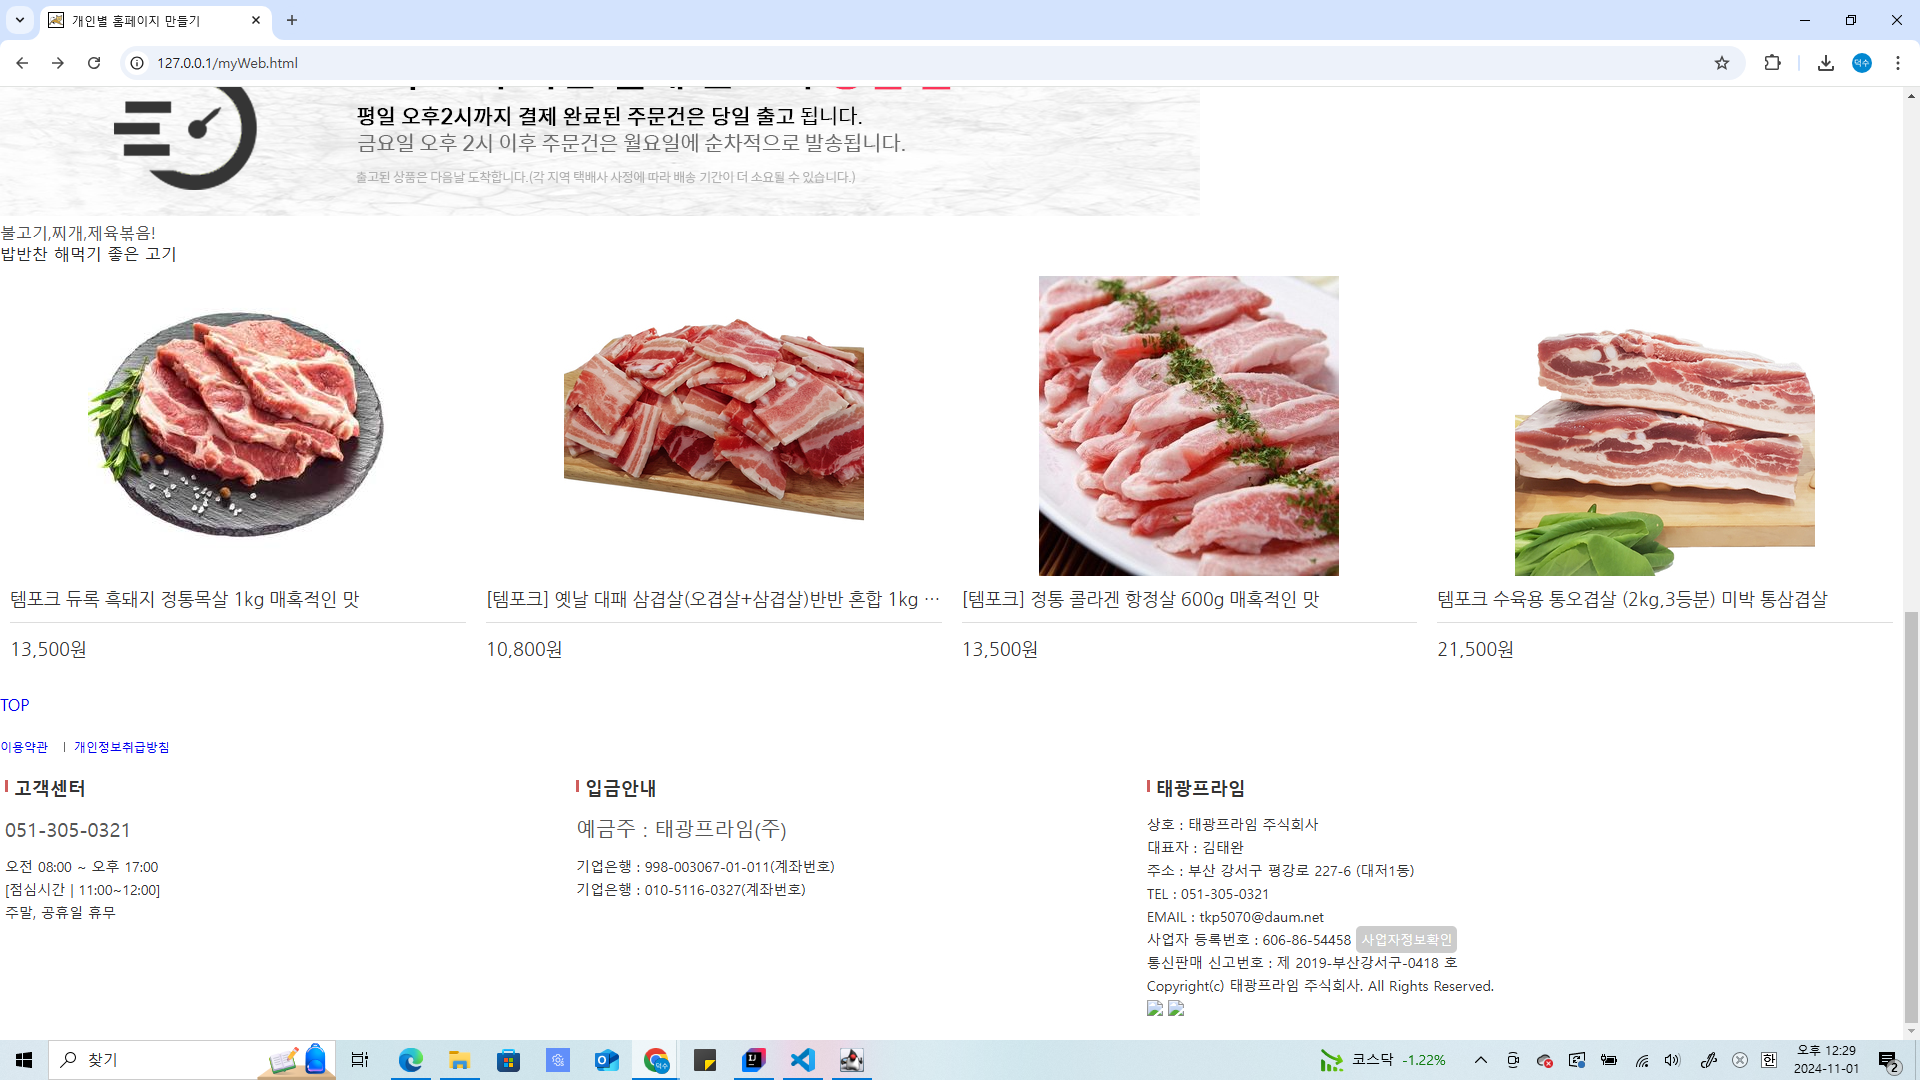 개인별 홈페이지 만들기
127.0.0.1/myWeb.html
덕수
평일 오후2시까지 결제 완료된 주문건은 당일 출고 됩니다.
금요일 오후 2시 이후 주문건은 월요일에 순차적으로 발송됩니다.
출고된 상품은 다음날 도착합니다.(각 지역 택배사 사정에 따라 배송 기간이 더 소요될 수 있습니다.)
불고기,찌개,제육볶음!
밥반찬 해먹기 좋은 고기
템포크 듀록 흑돼지 정통목살 1kg 매혹적인 맛
13,500원
[템포크] 옛날 대패 삼겹살(오겹살+삼겹살)반반 혼합 1kg …
10,800원
[템포크] 정통 콜라겐 항정살 600g 매혹적인 맛
13,500원
템포크 수육용 통오겹살 (2kg,3등분) 미박 통삼겹살
21,500원
TOP
이용약관 | 개인정보취급방침
고객센터
051-305-0321
오전 08:00 ~ 오후 17:00
[점심시간 | 11:00~12:00]
주말, 공휴일 휴무
입금안내
예금주 : 태광프라임(주)
기업은행 : 998-003067-01-011(계좌번호)
기업은행 : 010-5116-0327(계좌번호)
태광프라임
상호 : 태광프라임 주식회사
대표자 : 김태완
주소 : 부산 강서구 평강로 227-6 (대저1동)
TEL : 051-305-0321
EMAIL : tkp5070@daum.net
사업자 등록번호 : 606-86-54458 사업자정보확인
통신판매 신고번호 : 제 2019-부산강서구-0418 호
Copyright(c) 태광프라임 주식회사. All Rights Reserved.
찾기
코스닥 -1.22%
한
오후 12:29
2024-11-01
2